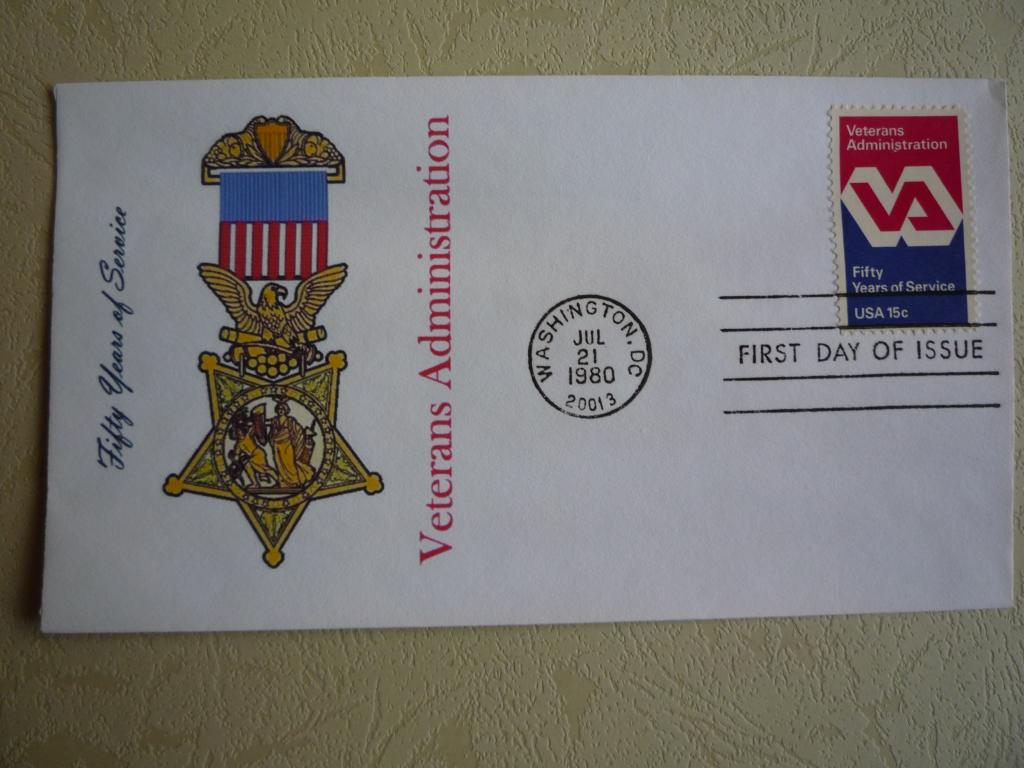 Fifty Years of Service
Veterans Administration
WASHINGTON, DC
JUL
21
1980
20013
Veterans
Administration
VA
Fifty
Years of Service
USA 15c
FIRST DAY OF ISSUE